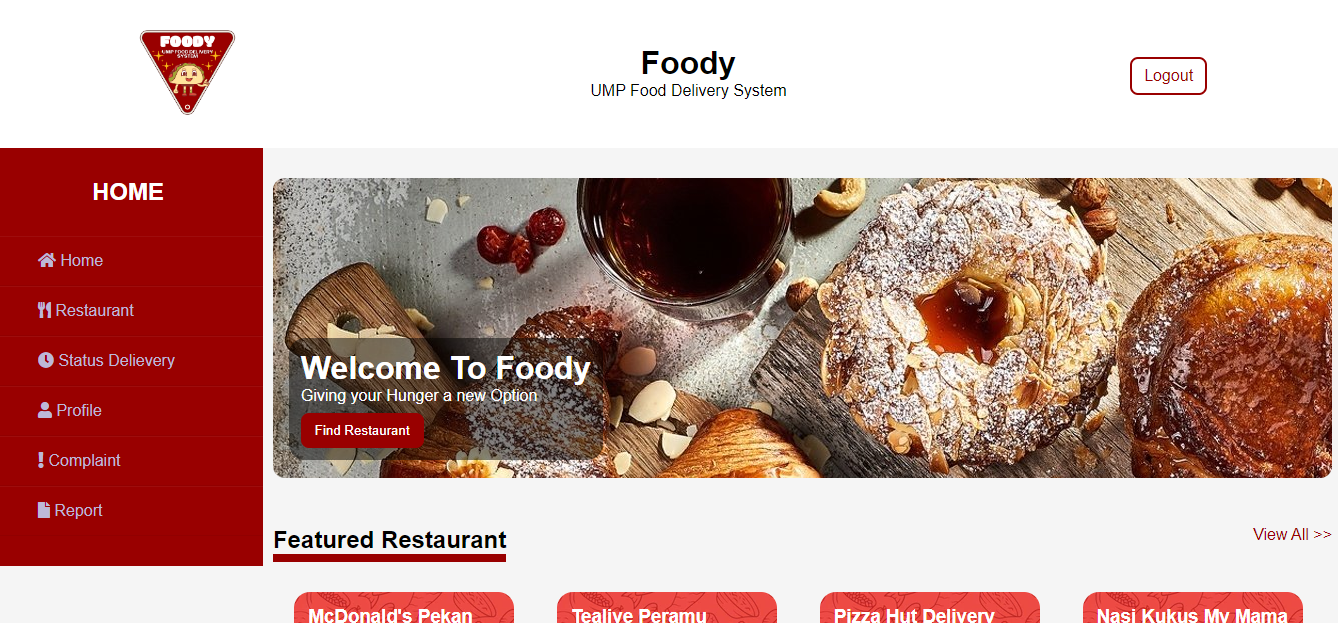 FOODY
UMP FOOD DELIVERY
SYSTEM
Foody
UMP Food Delivery System
Logout
HOME
Home
Restaurant
Status Delievery
Profile
Complaint
Report
Welcome To Foody
Giving your Hunger a new Option
Find Restaurant
Featured Restaurant
View All >>
McDonald's Pekan
Tealive Peramu
Pizza Hut Delivery
Nasi Kukus My Mama